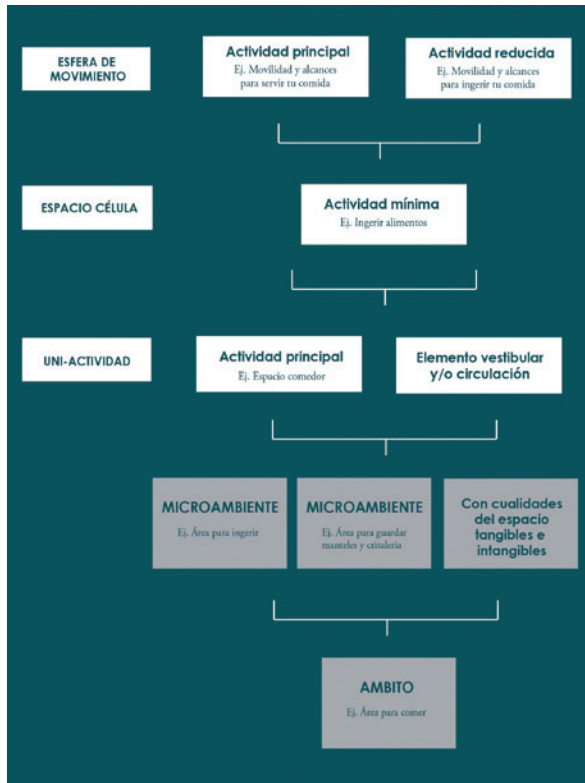 ESFERA DE
MOVIMIENTO
Actividad principal
Ej. Movilidad y alcances
para servir tu comida
Actividad reducida
Ej. Movilidad y alcances
para ingerir tu comida
ESPACIO CÉLULA
Actividad mínima
Ej. Ingerir alimentos
UNI-ACTIVIDAD
Actividad principal
Ej. Espacio comedor
Elemento vestibular
y/o circulación
MICROAMBIENTE
Ej. Área para ingerir
MICROAMBIENTE
Ej. Área para guardar
manteles y critaleria
Con cualidades
del espacio
tangibles e
intangibles
AMBITO
Ej. Área para comer